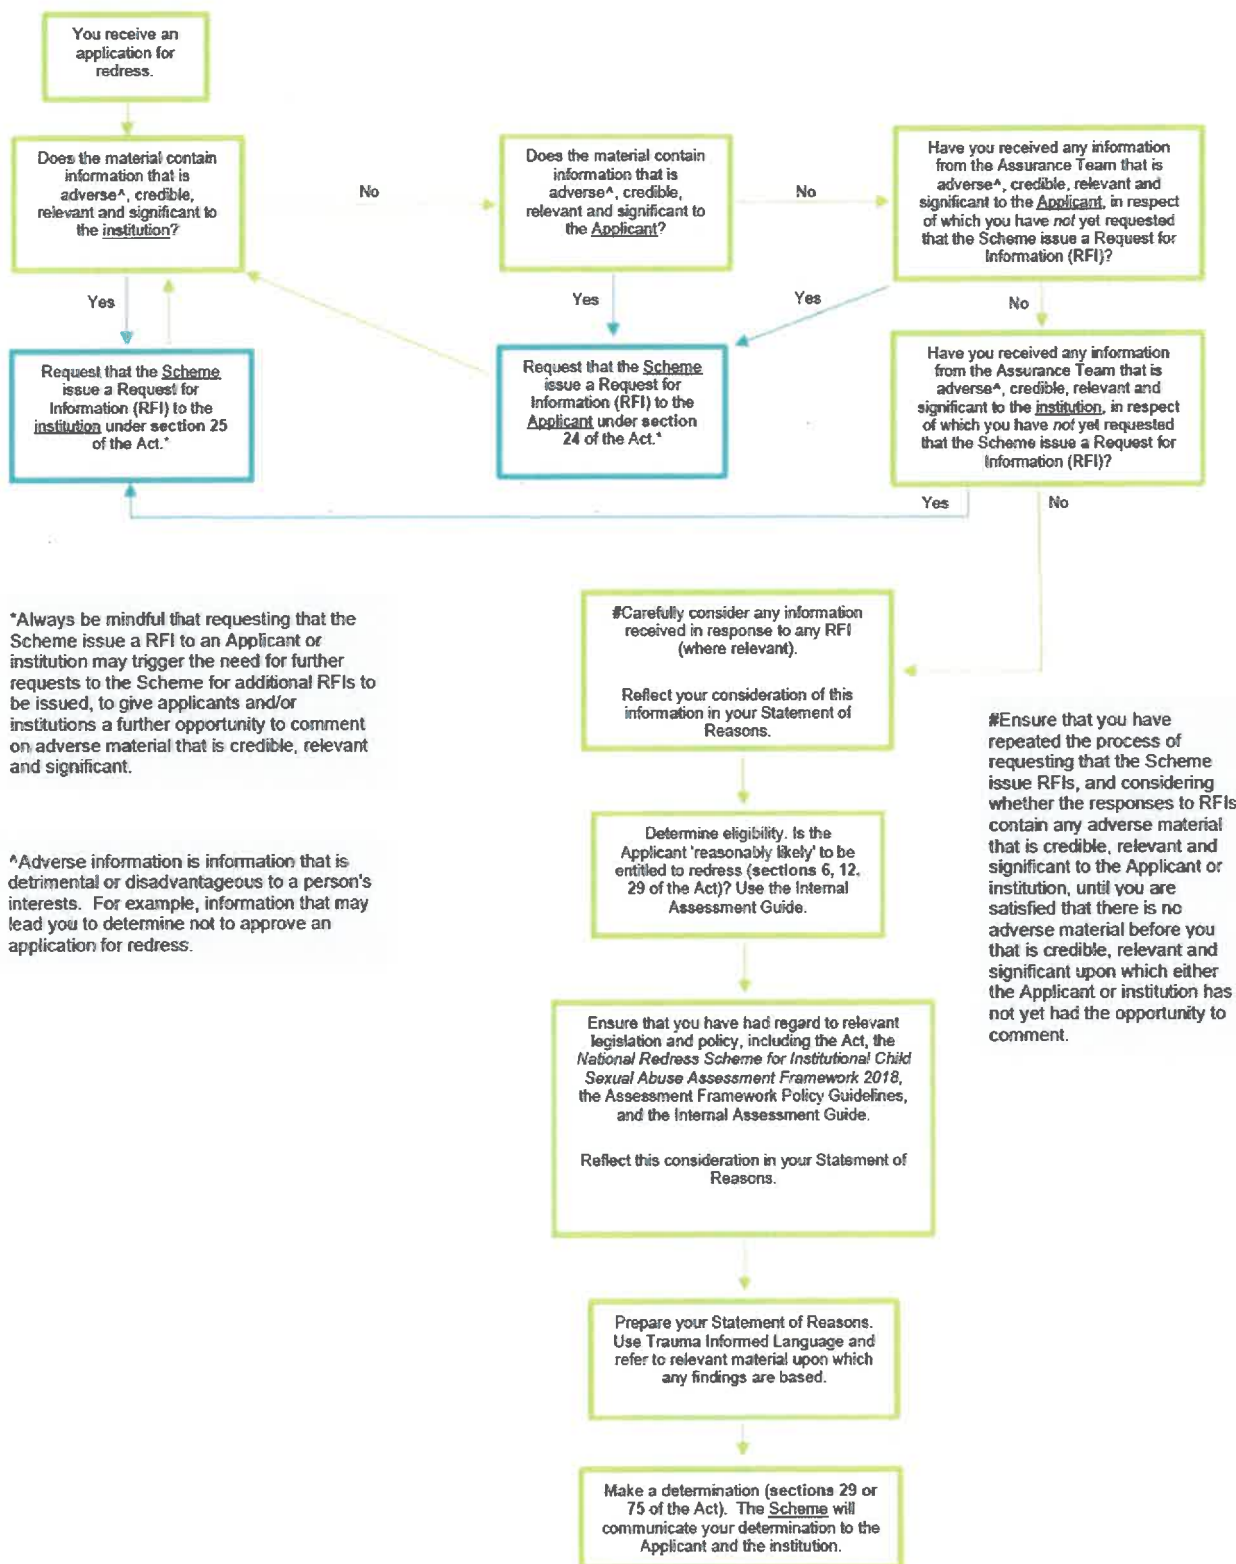 You receive an
application for
redress.
Does the material contain
information that is
adverse^, credible,
relevant and significant to
the institution?
No
Does the material contain
information that is
adverse^, credible,
relevant and significant to
the Applicant?
No
Have you received any information
from the Assurance Team that is
adverse^, credible, relevant and
significant to the Applicant, in respect
of which you have not yet requested
that the Scheme issue a Request for
Information (RFI)?
Yes
Yes
Yes
No
Request that the Scheme
issue a Request for
Information (RFI) to the
institution under section 25
of the Act.*
Request that the Scheme
issue a Request for
Information (RFI) to the
Applicant under section
24 of the Act.*
Have you received any information
from the Assurance Team that is
adverse^, credible, relevant and
significant to the institution, in respect
of which you have not yet requested
that the Scheme issue a Request for
Information (RFI)?
Yes
No
*Always be mindful that requesting that the
Scheme issue a RFI to an Applicant or
institution may trigger the need for further
requests to the Scheme for additional RFIs to
be issued, to give applicants and/or
institutions a further opportunity to comment
on adverse material that is credible, relevant
and significant.
^Adverse information is information that is
detrimental or disadvantageous to a person's
interests. For example, information that may
lead you to determine not to approve an
application for redress.
#Carefully consider any information
received in response to any RFI
(where relevant).
Reflect your consideration of this
information in your Statement of
Reasons.
#Ensure that you have
repeated the process of
requesting that the Scheme
issue RFIs, and considering
whether the responses to RFIs
contain any adverse material
that is credible, relevant and
significant to the Applicant or
institution, until you are
satisfied that there is no
adverse material before you
that is credible, relevant and
significant upon which either
the Applicant or institution has
not yet had the opportunity to
comment.
Determine eligibility. Is the
Applicant 'reasonably likely' to be
entitled to redress (sections 6, 12,
29 of the Act)? Use the Internal
Assessment Guide.
Ensure that you have had regard to relevant
legislation and policy, including the Act, the
National Redress Scheme for Institutional Child
Sexual Abuse Assessment Framework 2018,
the Assessment Framework Policy Guidelines,
and the Internal Assessment Guide.
Reflect this consideration in your Statement of
Reasons.
Prepare your Statement of Reasons.
Use Trauma Informed Language and
refer to relevant material upon which
any findings are based.
Make a determination (sections 29 or
75 of the Act). The Scheme will
communicate your determination to the
Applicant and the institution.